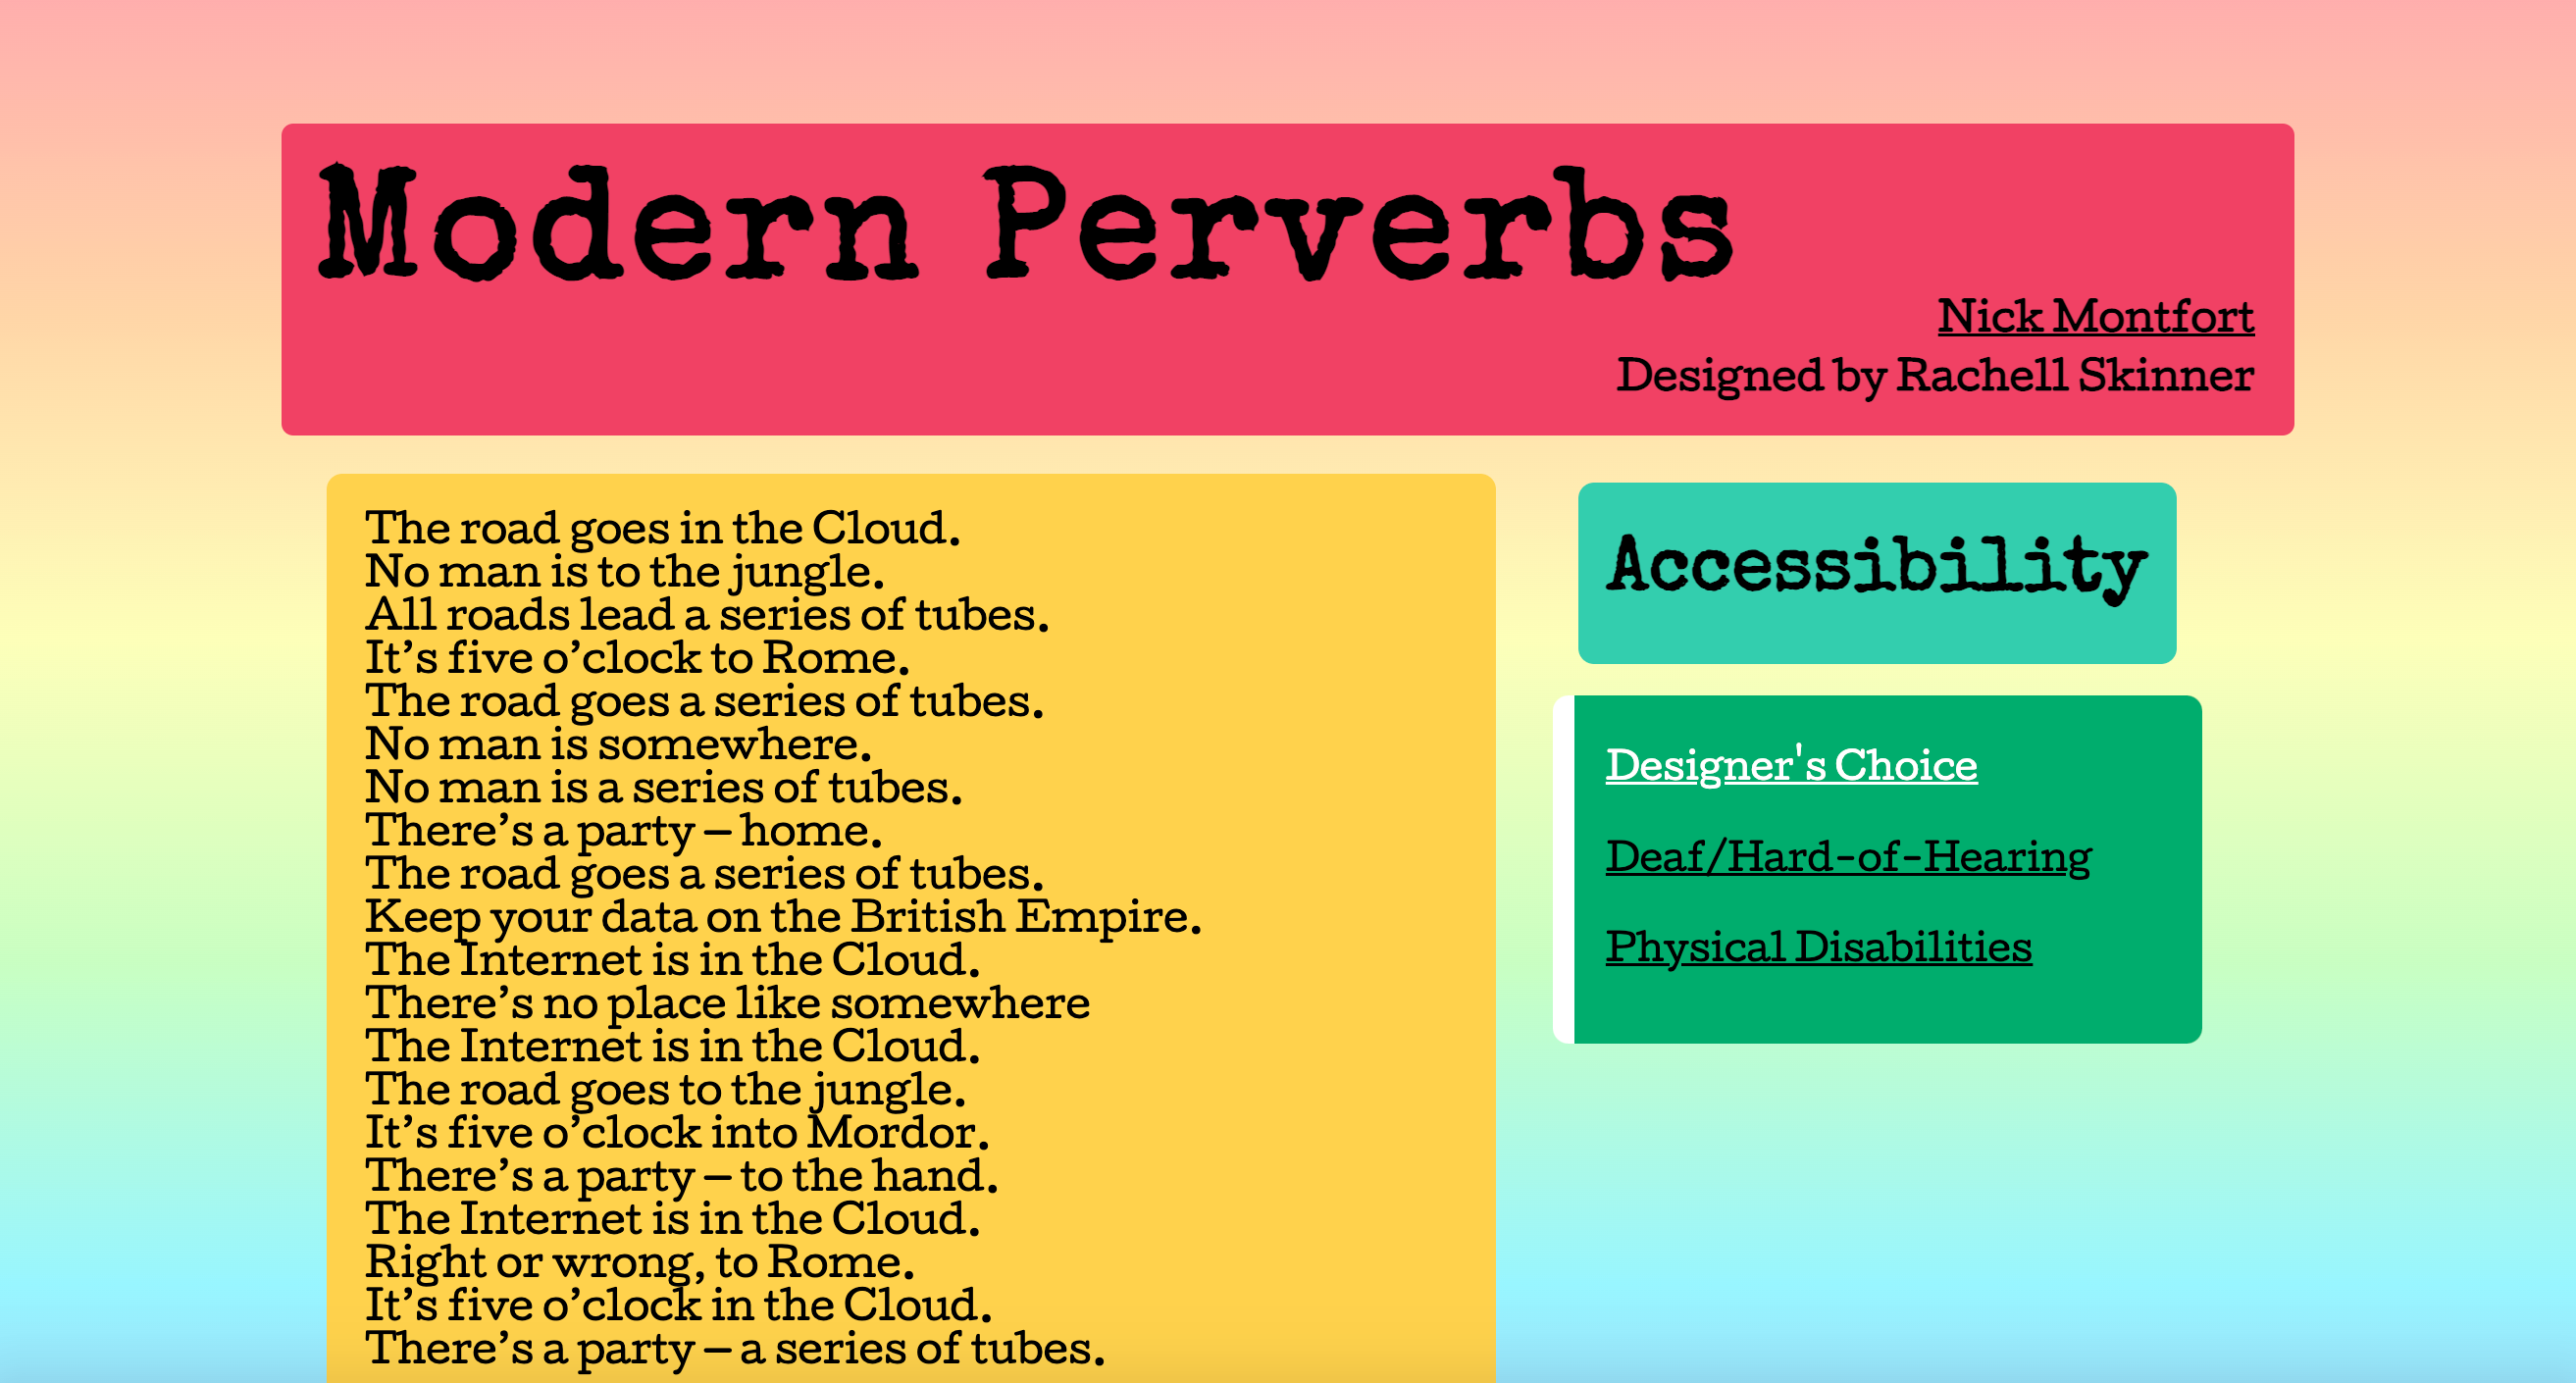 Modern Perverbs
Nick Montfort
Designed by Rachell Skinner
The road goes in the Cloud.
No man is to the jungle.
All roads lead a series of tubes.
It’s five o’clock to Rome.
The road goes a series of tubes.
No man is somewhere.
No man is a series of tubes.
There’s a party — home.
The road goes a series of tubes.
Keep your data on the British Empire.
The Internet is in the Cloud.
There’s no place like somewhere
The Internet is in the Cloud.
The road goes to the jungle.
It’s five o’clock into Mordor.
There’s a party — to the hand.
The Internet is in the Cloud.
Right or wrong, to Rome.
It’s five o’clock in the Cloud.
There’s a party — a series of tubes.
Accessibility
Designer's Choice
Deaf/Hard-of-Hearing
Physical Disabilities